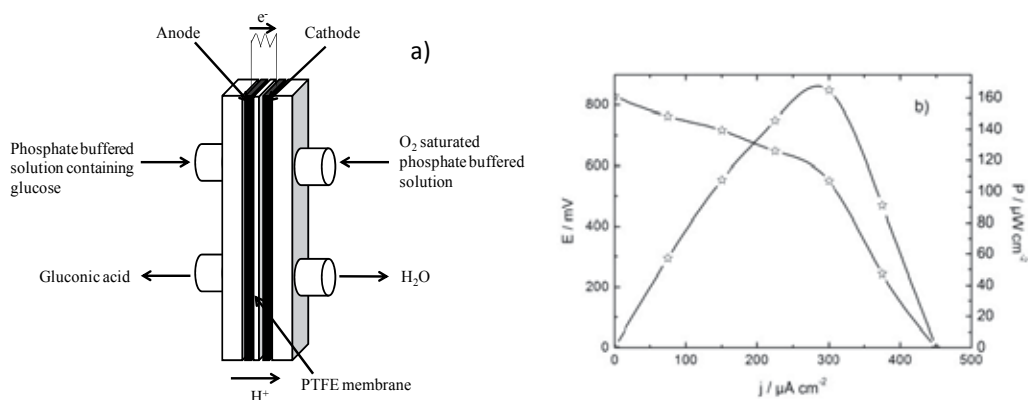 e-
a)
Anode
Cathode
Phosphate buffered
solution containing
glucose
O2 saturated
phosphate buffered
solution
Gluconic acid
H2O
PTFE membrane
H+
b)
E / mV
800
600
400
200
0
P / µW cm-2
160
140
120
100
80
60
40
20
0
0
100
200
300
400
500
j / µA cm-2